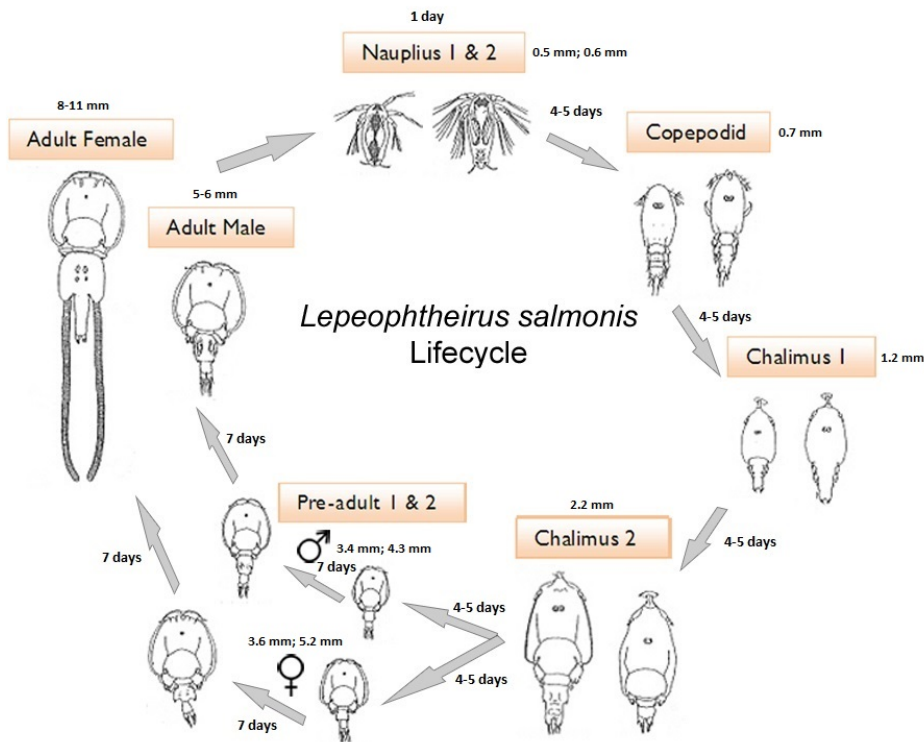 1 day
Nauplius 1 & 2
0.5 mm; 0.6 mm
8-11 mm
Adult Female
4-5 days
Copepodid
0.7 mm
5-6 mm
Adult Male
Lepeophtheirus salmonis
Lifecycle
4-5 days
Chalimus 1
1.2 mm
7 days
Pre-adult 1 & 2
2.2 mm
Chalimus 2
4-5 days
7 days
♂
3.4 mm; 4.3 mm
7 days
4-5 days
3.6 mm; 5.2 mm
♀
4-5 days
7 days